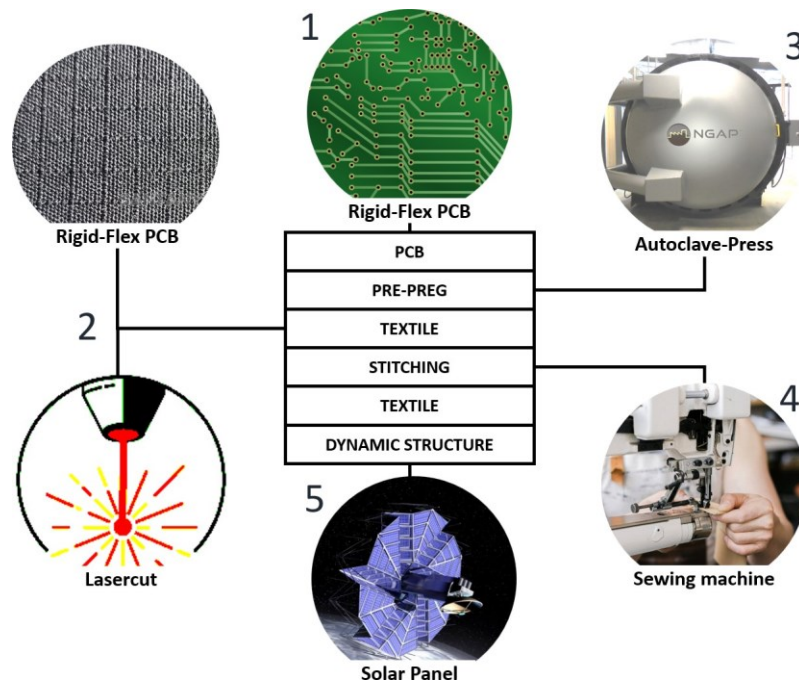 1
3
NGAP
Rigid-Flex PCB
Rigid-Flex PCB
Autoclave-Press
PCB
PRE-PREG
2
TEXTILE
STITCHING
4
TEXTILE
DYNAMIC STRUCTURE
5
Lasercut
Sewing machine
Solar Panel